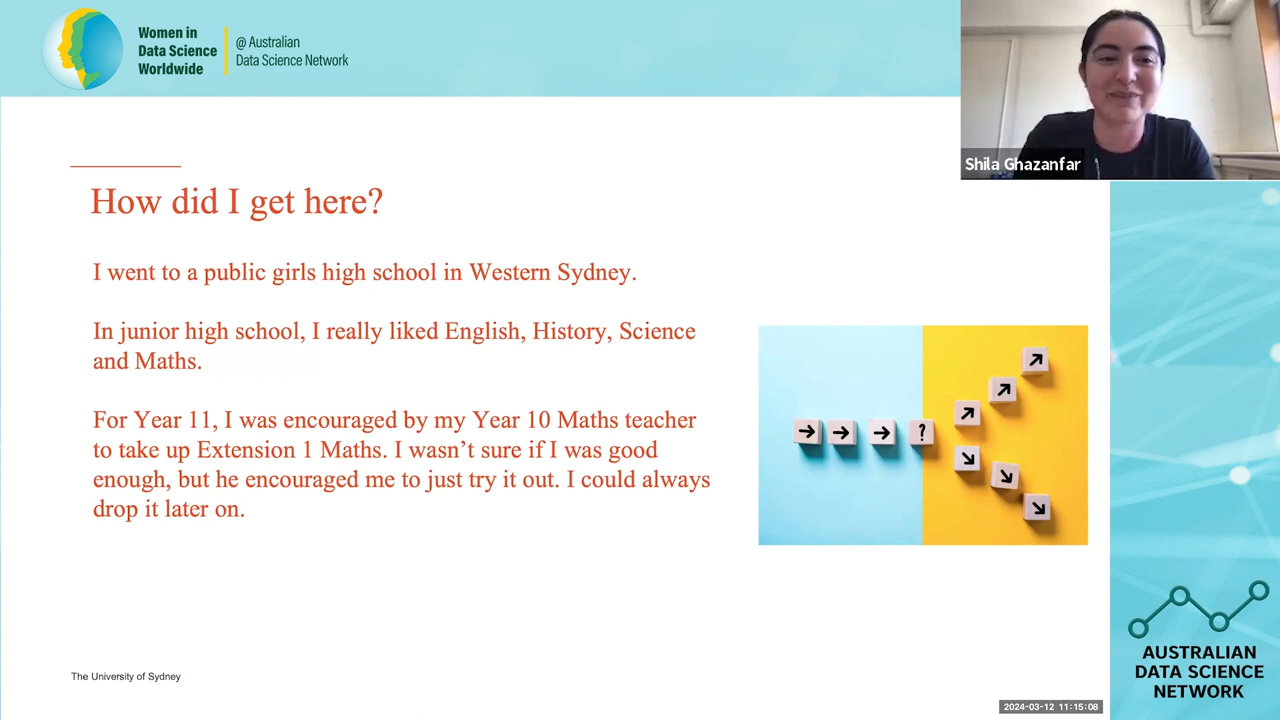 Women in
Data Science
Worldwide
@ Australian
Data Science Network
Shila Ghazanfar
How did I get here?
I went to a public girls high school in Western Sydney.
In junior high school, I really liked English, History, Science
and Maths.
For Year 11, I was encouraged by my Year 10 Maths teacher
to take up Extension 1 Maths. I wasn’t sure if I was good
enough, but he encouraged me to just try it out. I could always
drop it later on.
?
The University of Sydney
AUSTRALIAN
DATA SCIENCE
NETWORK
2024-03-12 11:15:08